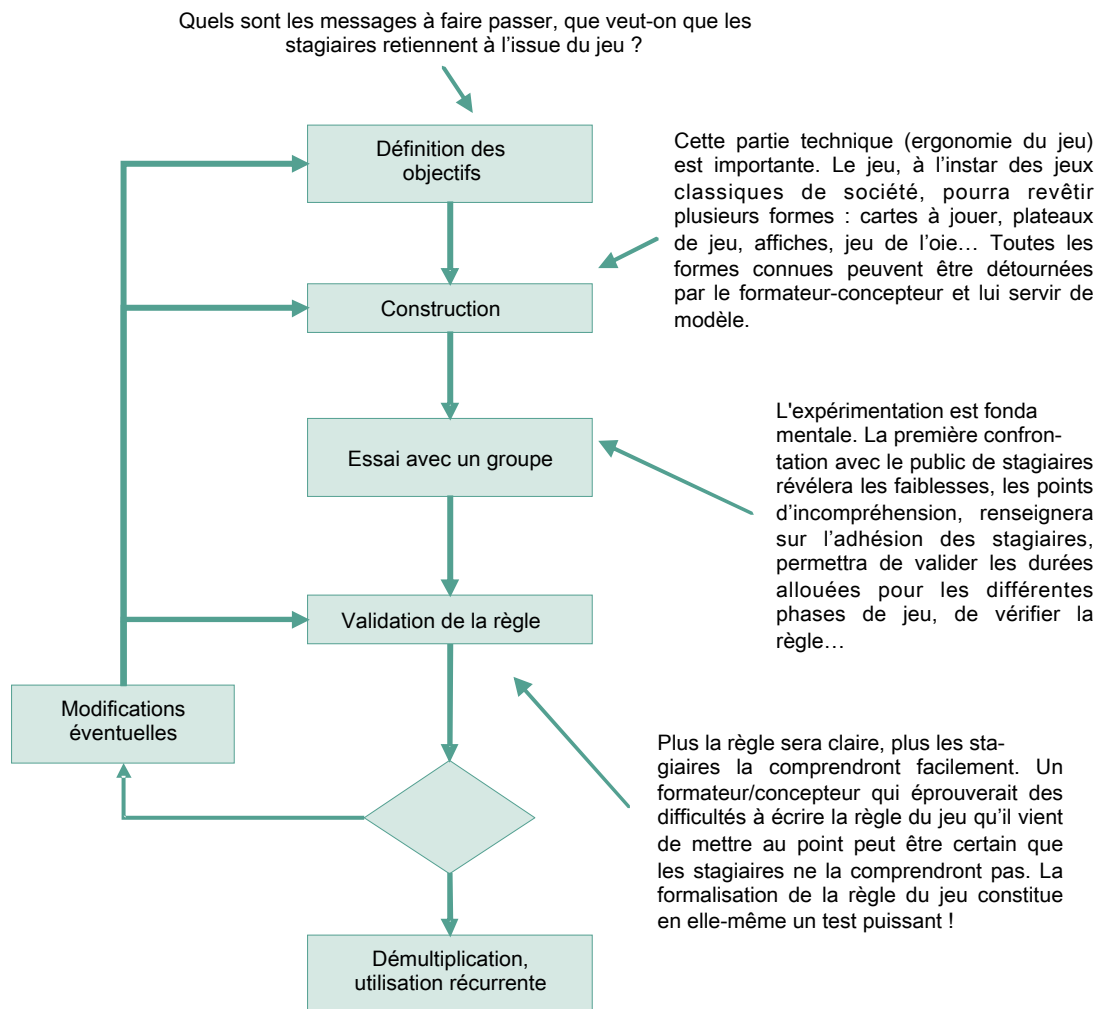 Quels sont les messages à faire passer, que veut-on que les
stagiaires retiennent à l’issue du jeu ?
Définition des
objectifs
Cette partie technique (ergonomie du jeu)
est importante. Le jeu, à l’instar des jeux
classiques de société, pourra revêtir
plusieurs formes : cartes à jouer, plateaux
de jeu, affiches, jeu de l’oie… Toutes les
formes connues peuvent être détournées
par le formateur-concepteur et lui servir de
modèle.
Construction
Essai avec un groupe
L'expérimentation est fonda
mentale. La première confron-
tation avec le public de stagiaires
révélera les faiblesses, les points
d’incompréhension, renseignera
sur l’adhésion des stagiaires,
permettra de valider les durées
allouées pour les différentes
phases de jeu, de vérifier la
règle…
Validation de la règle
Modifications
éventuelles
Plus la règle sera claire, plus les sta-
giaires la comprendront facilement. Un
formateur/concepteur qui éprouverait des
difficultés à écrire la règle du jeu qu’il vient
de mettre au point peut être certain que
les stagiaires ne la comprendront pas. La
formalisation de la règle du jeu constitue
en elle-même un test puissant !
Démultiplication,
utilisation récurrente